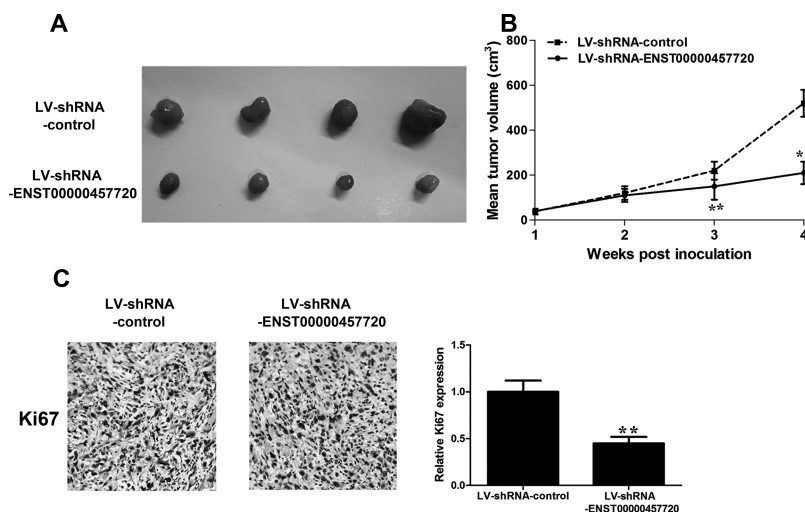 A
LV-shRNA
-control
LV-shRNA
-ENST00000457720
B
Mean tumor volume (cm3)
800
600
400
200
0
LV-shRNA-control
LV-shRNA-ENST00000457720
*
**
1 2 3 4
Weeks post inoculation
C
LV-shRNA
-control
LV-shRNA
-ENST00000457720
Ki67
Relative Ki67 expression
1.5
1.0
0.5
0.0
**
LV-shRNA-control
LV-shRNA
-ENST00000457720